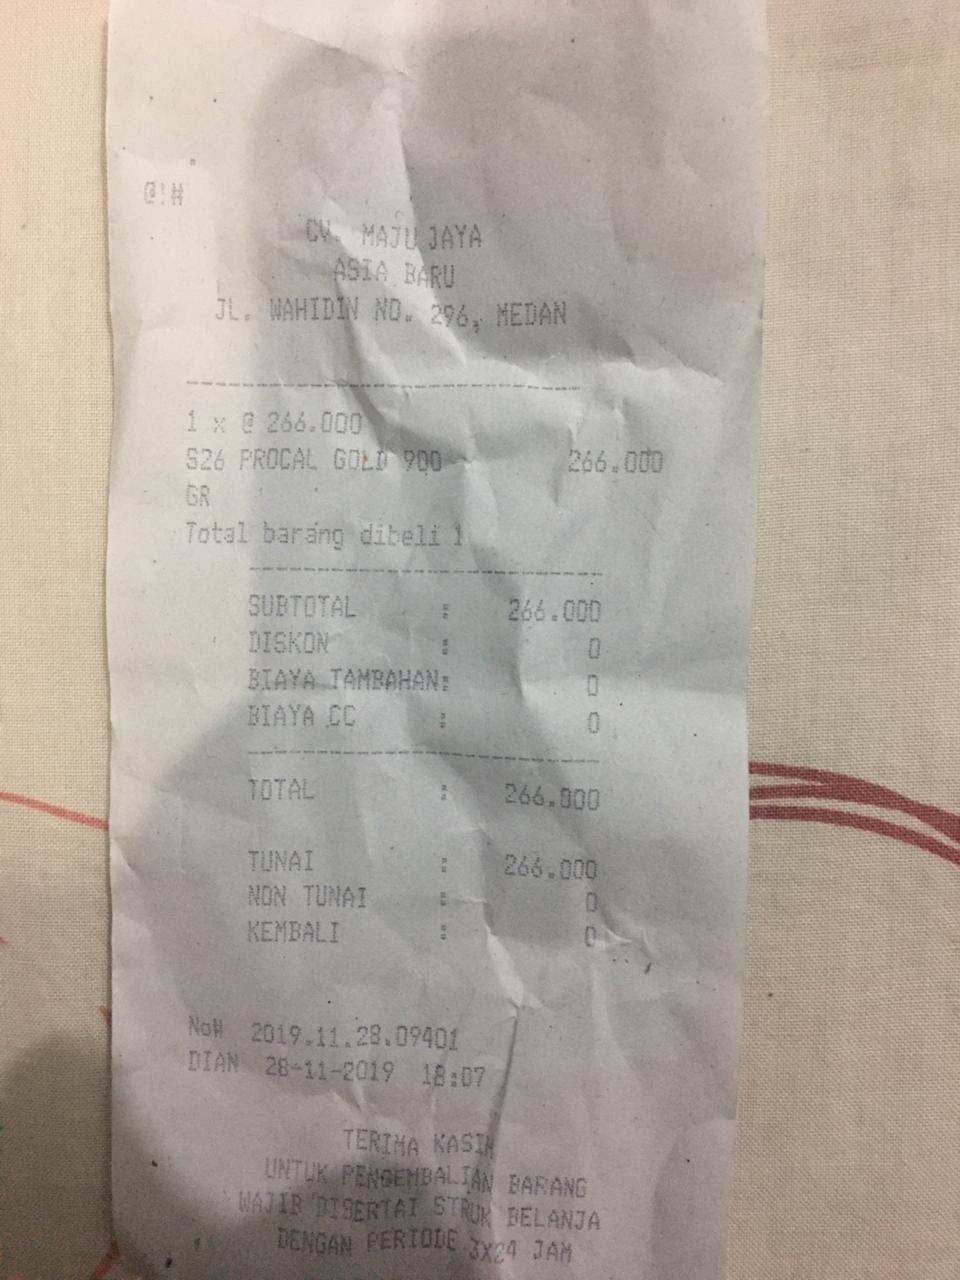 @!#
CV. MAJU JAYA
ASIA BARU
JL. WAHIDIN NO. 296, MEDAN
--------------------------------
1 x @ 266.000
S26 PROCAL GOLD 900 266.000
GR
Total barang dibeli 1
--------------------------------
SUBTOTAL : 266.000
DISKON : 0
BIAYA TAMBAHAN: 0
BIAYA CC : 0
--------------------------------
TOTAL : 266.000
TUNAI : 266.000
NON TUNAI : 0
KEMBALI : 0
No# 2019.11.28.09401
DIAN 28-11-2019 18:07
TERIMA KASIH
UNTUK PENGEMBALIAN BARANG
WAJIB DISERTAI STRUK BELANJA
DENGAN PERIODE 3X24 JAM